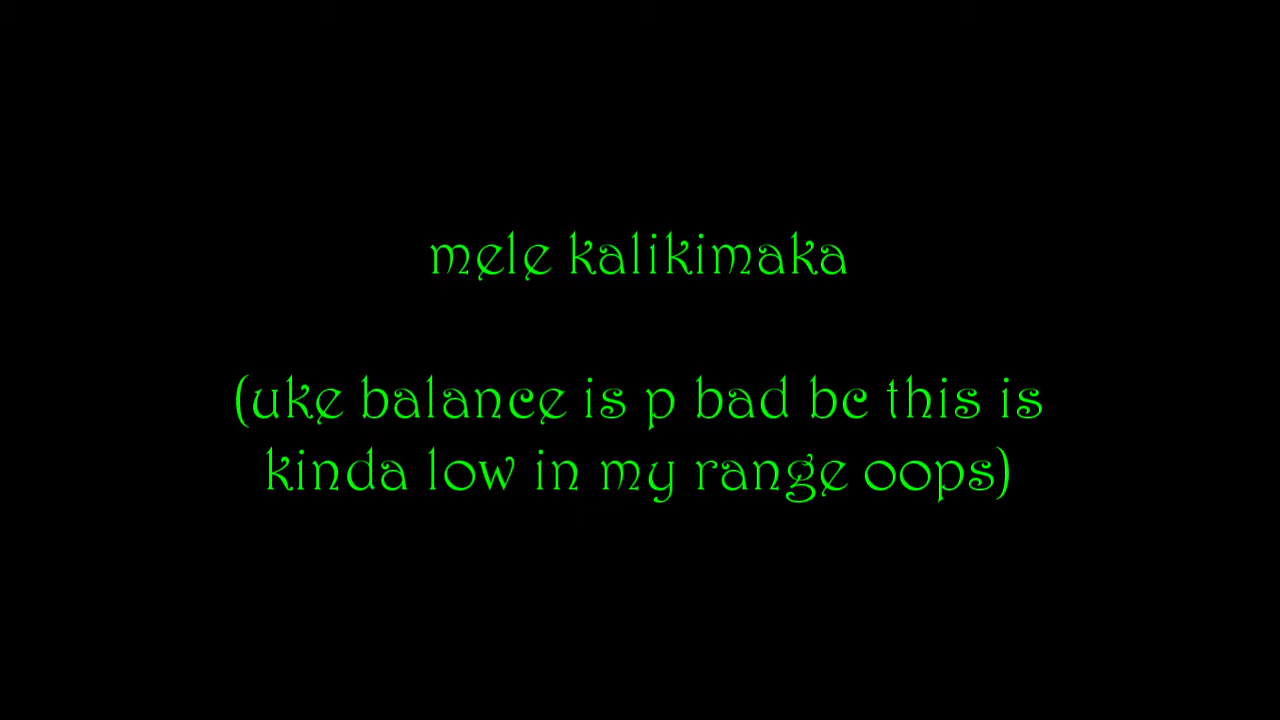 mele kalikimaka
(uke balance is p bad bc this is
kinda low in my range oops)